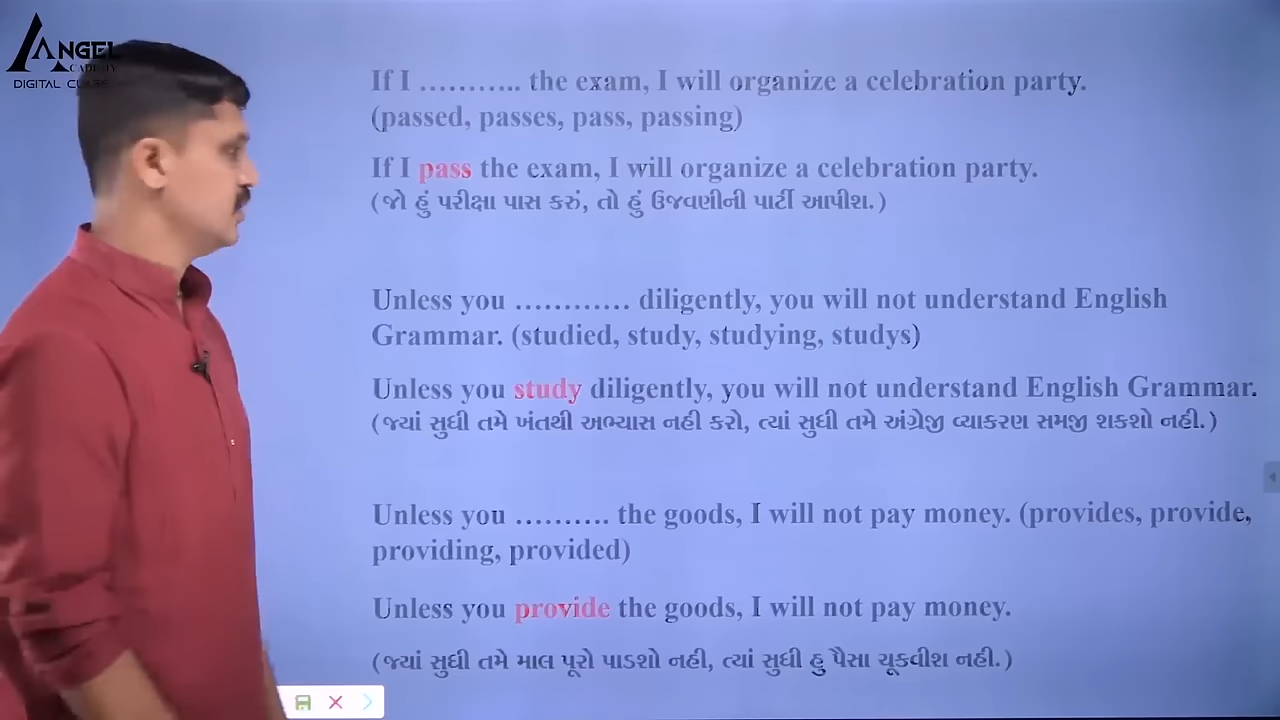 ANGEL
ACADEMY
DIGITAL CLASS
If I ……….. the exam, I will organize a celebration party.
(passed, passes, pass, passing)
If I pass the exam, I will organize a celebration party.
(જો હું પરીક્ષા પાસ કરું, તો હું ઉજવણીની પાર્ટી આપીશ.)
Unless you ………… diligently, you will not understand English
Grammar. (studied, study, studying, studys)
Unless you study diligently, you will not understand English Grammar.
(જ્યાં સુધી તમે ખંતથી અભ્યાસ નહી કરો, ત્યાં સુધી તમે અંગ્રેજી વ્યાકરણ સમજી શકશો નહી.)
Unless you ………. the goods, I will not pay money. (provides, provide,
providing, provided)
Unless you provide the goods, I will not pay money.
(જ્યાં સુધી તમે માલ પૂરો પાડશો નહી, ત્યાં સુધી હુ પૈસા ચૂકવીશ નહી.)